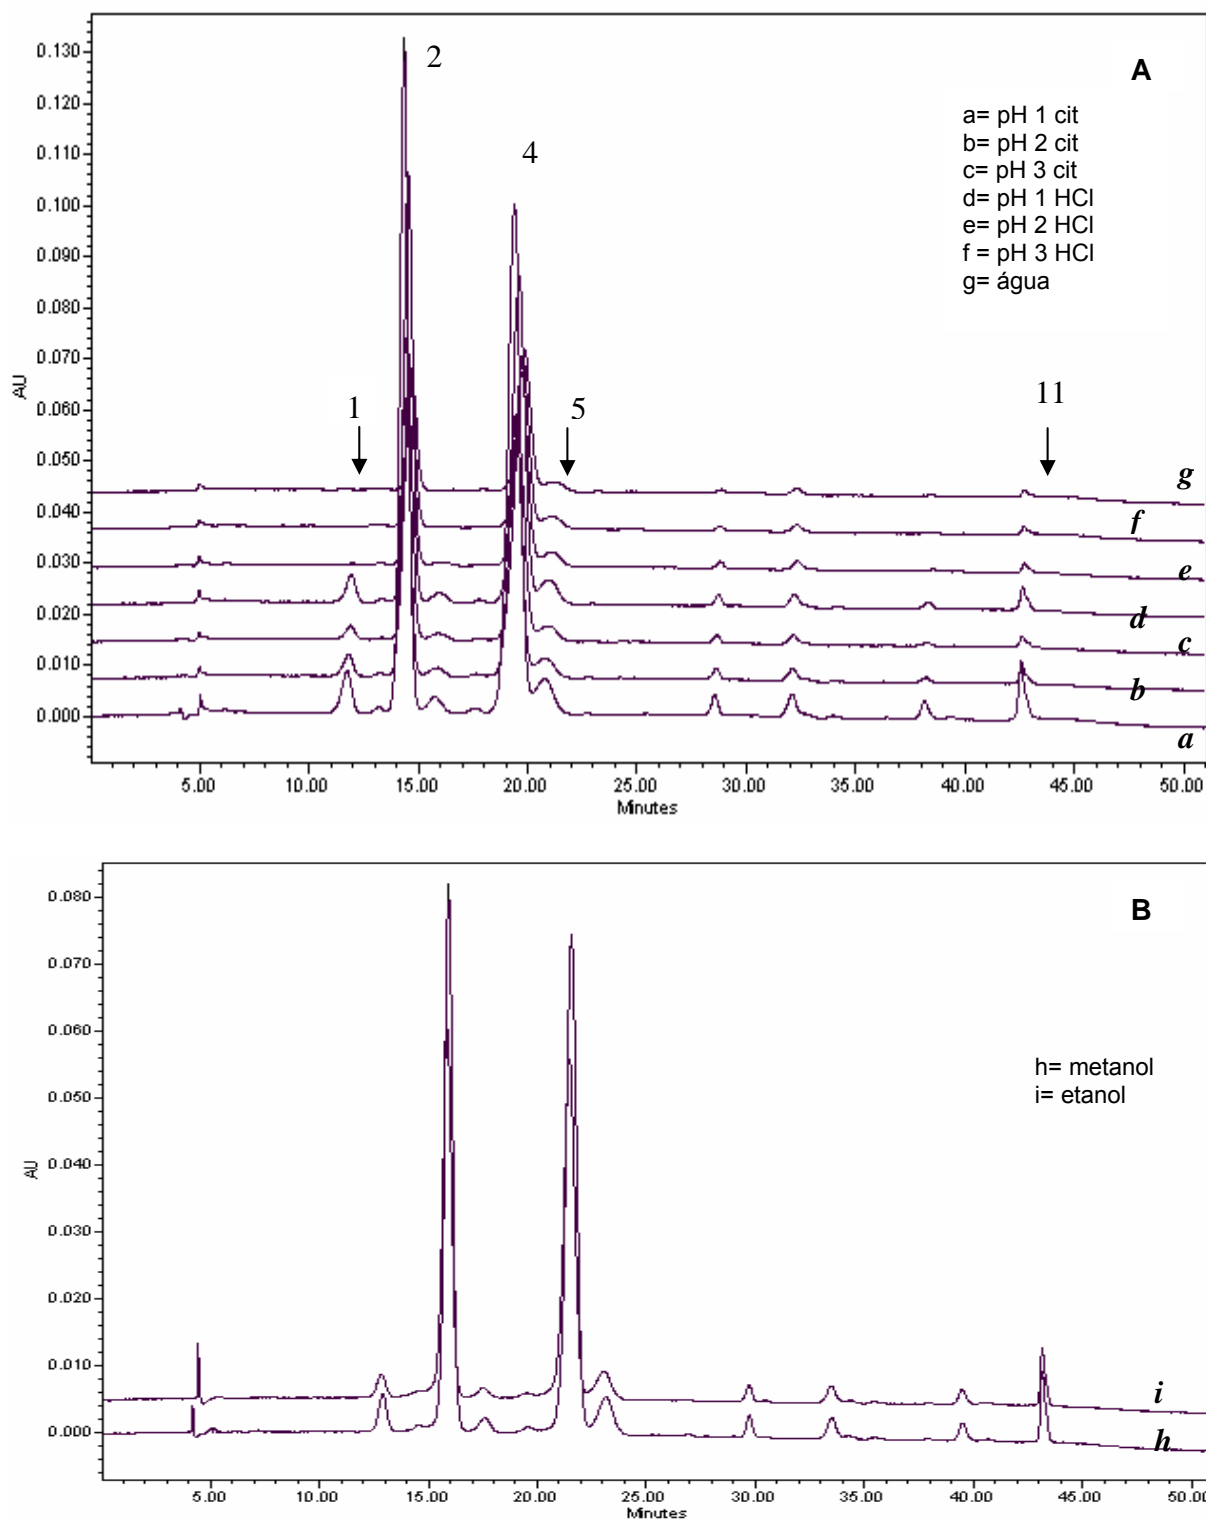 A
0.130
0.120
0.110
0.100
0.090
0.080
0.070
0.060
0.050
0.040
0.030
0.020
0.010
0.000
AU
2
4
1
5
11
a= pH 1 cit
b= pH 2 cit
c= pH 3 cit
d= pH 1 HCl
e= pH 2 HCl
f = pH 3 HCl
g= água
g
f
e
d
c
b
a
5.00 10.00 15.00 20.00 25.00 30.00 35.00 40.00 45.00 50.00
Minutes
B
0.080
0.070
0.060
0.050
0.040
0.030
0.020
0.010
0.000
AU
h= metanol
i= etanol
i
h
5.00 10.00 15.00 20.00 25.00 30.00 35.00 40.00 45.00 50.00
Minutes